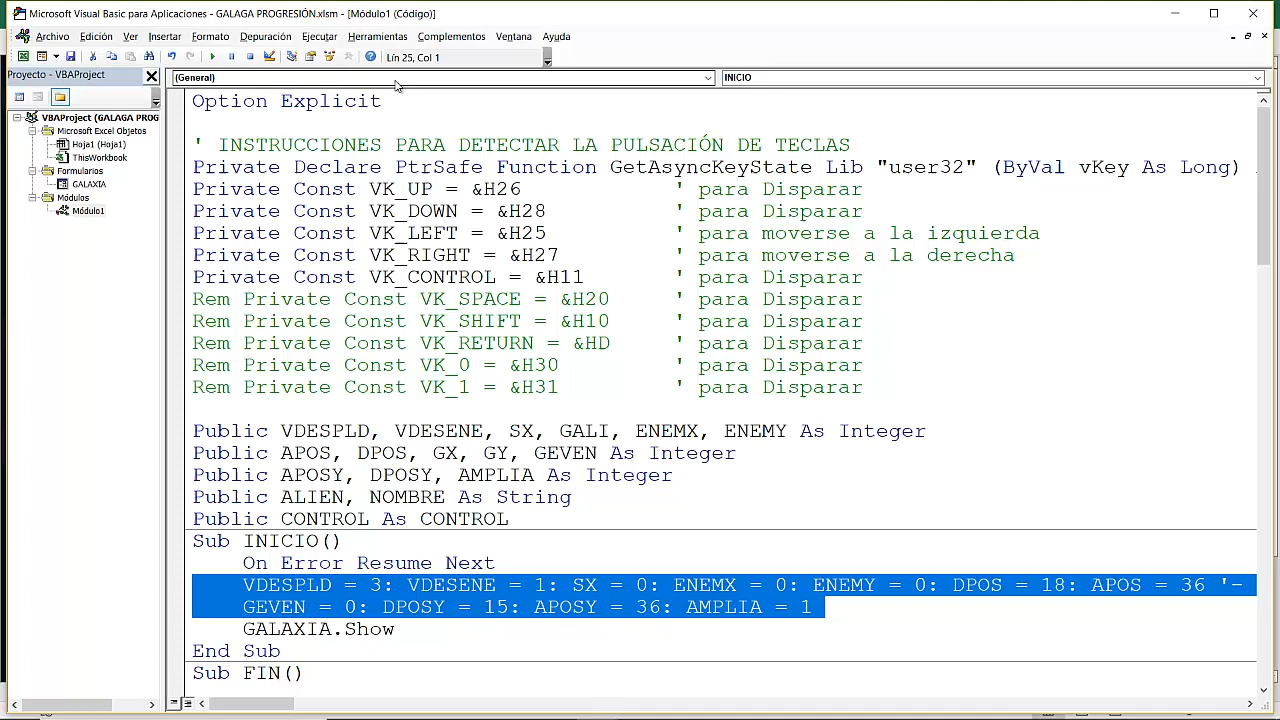 Microsoft Visual Basic para Aplicaciones - GALAGA PROGRESIÓN.xlsm - [Módulo1 (Código)]
Archivo Edición Ver Insertar Formato Depuración Ejecutar Herramientas Complementos Ventana Ayuda
Lín 25, Col 1
Proyecto - VBAProject
(General)
INICIO
VBAProject (GALAGA PROG
Microsoft Excel Objetos
Hoja1 (Hoja1)
ThisWorkbook
Formularios
GALAXIA
Módulos
Módulo1
Option Explicit
' INSTRUCCIONES PARA DETECTAR LA PULSACIÓN DE TECLAS
Private Declare PtrSafe Function GetAsyncKeyState Lib "user32" (ByVal vKey As Long)
Private Const VK_UP = &H26 ' para Disparar
Private Const VK_DOWN = &H28 ' para Disparar
Private Const VK_LEFT = &H25 ' para moverse a la izquierda
Private Const VK_RIGHT = &H27 ' para moverse a la derecha
Private Const VK_CONTROL = &H11 ' para Disparar
Rem Private Const VK_SPACE = &H20 ' para Disparar
Rem Private Const VK_SHIFT = &H10 ' para Disparar
Rem Private Const VK_RETURN = &HD ' para Disparar
Rem Private Const VK_0 = &H30 ' para Disparar
Rem Private Const VK_1 = &H31 ' para Disparar
Public VDESPLD, VDESENE, SX, GALI, ENEMX, ENEMY As Integer
Public APOS, DPOS, GX, GY, GEVEN As Integer
Public APOSY, DPOSY, AMPLIA As Integer
Public ALIEN, NOMBRE As String
Public CONTROL As CONTROL
Sub INICIO()
On Error Resume Next
VDESPLD = 3: VDESENE = 1: SX = 0: ENEMX = 0: ENEMY = 0: DPOS = 18: APOS = 36 '-
GEVEN = 0: DPOSY = 15: APOSY = 36: AMPLIA = 1
GALAXIA.Show
End Sub
Sub FIN()